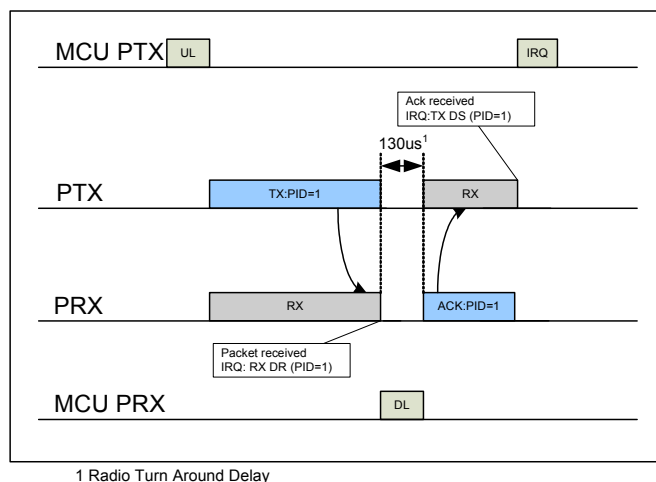 MCU PTX
UL
IRQ
Ack received
IRQ:TX DS (PID=1)
130us1
PTX
TX:PID=1
RX
PRX
RX
ACK:PID=1
Packet received
IRQ: RX DR (PID=1)
MCU PRX
DL
1 Radio Turn Around Delay